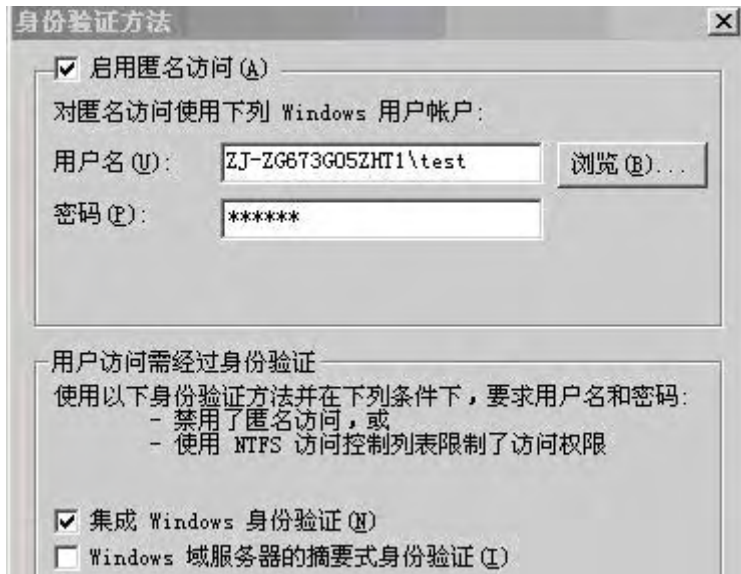 身份验证方法
启用匿名访问(A)
对匿名访问使用下列 Windows 用户帐户:
用户名(U):
ZJ-ZG673GO5ZHT1\test
浏览(B)...
密码(P):
******
用户访问需经过身份验证
使用以下身份验证方法并在下列条件下，要求用户名和密码:
- 禁用了匿名访问，或
- 使用 NTFS 访问控制列表限制了访问权限
集成 Windows 身份验证(N)
Windows 域服务器的摘要式身份验证(I)